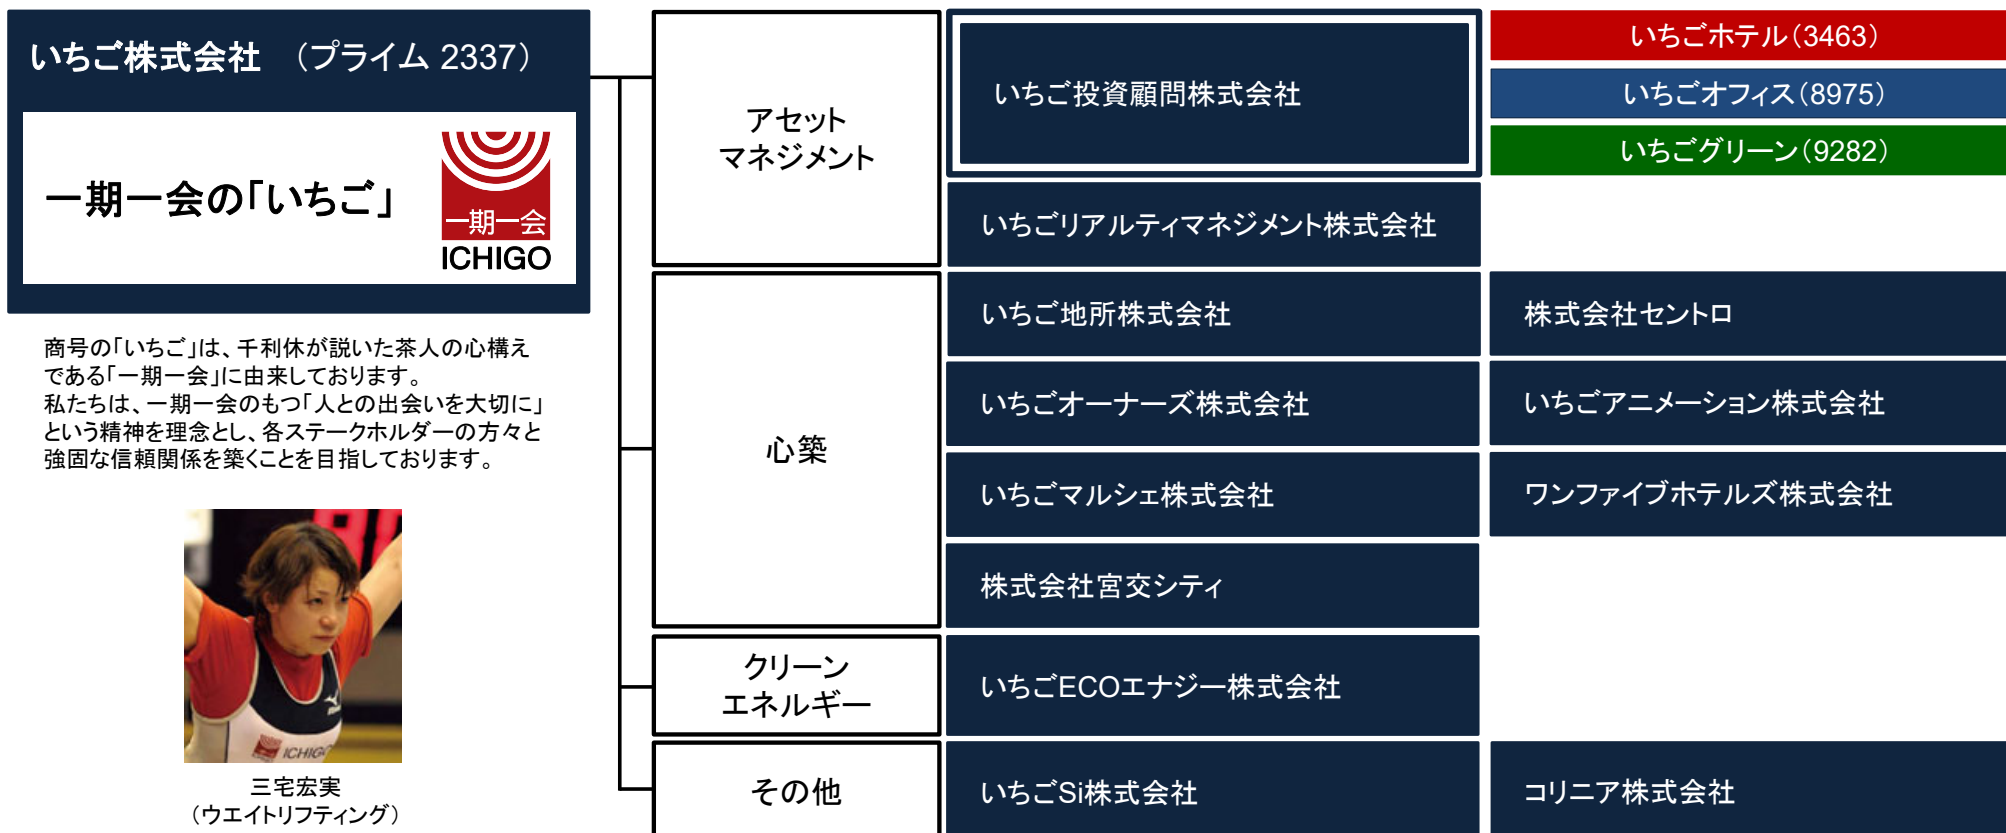 いちご株式会社 （プライム 2337）
一期一会の「いちご」
一期一会
ICHIGO
商号の「いちご」は、千利休が説いた茶人の心構え
である「一期一会」に由来しております。
私たちは、一期一会のもつ「人との出会いを大切に」
という精神を理念とし、各ステークホルダーの方々と
強固な信頼関係を築くことを目指しております。
ICHIGO
三宅宏実
（ウエイトリフティング）
アセット
マネジメント
いちご投資顧問株式会社
いちごホテル（3463）
いちごオフィス（8975）
いちごグリーン（9282）
いちごリアルティマネジメント株式会社
心築
いちご地所株式会社
株式会社セントロ
いちごオーナーズ株式会社
いちごアニメーション株式会社
いちごマルシェ株式会社
ワンファイブホテルズ株式会社
株式会社宮交シティ
クリーン
エネルギー
いちごECOエナジー株式会社
その他
いちごSi株式会社
コリニア株式会社